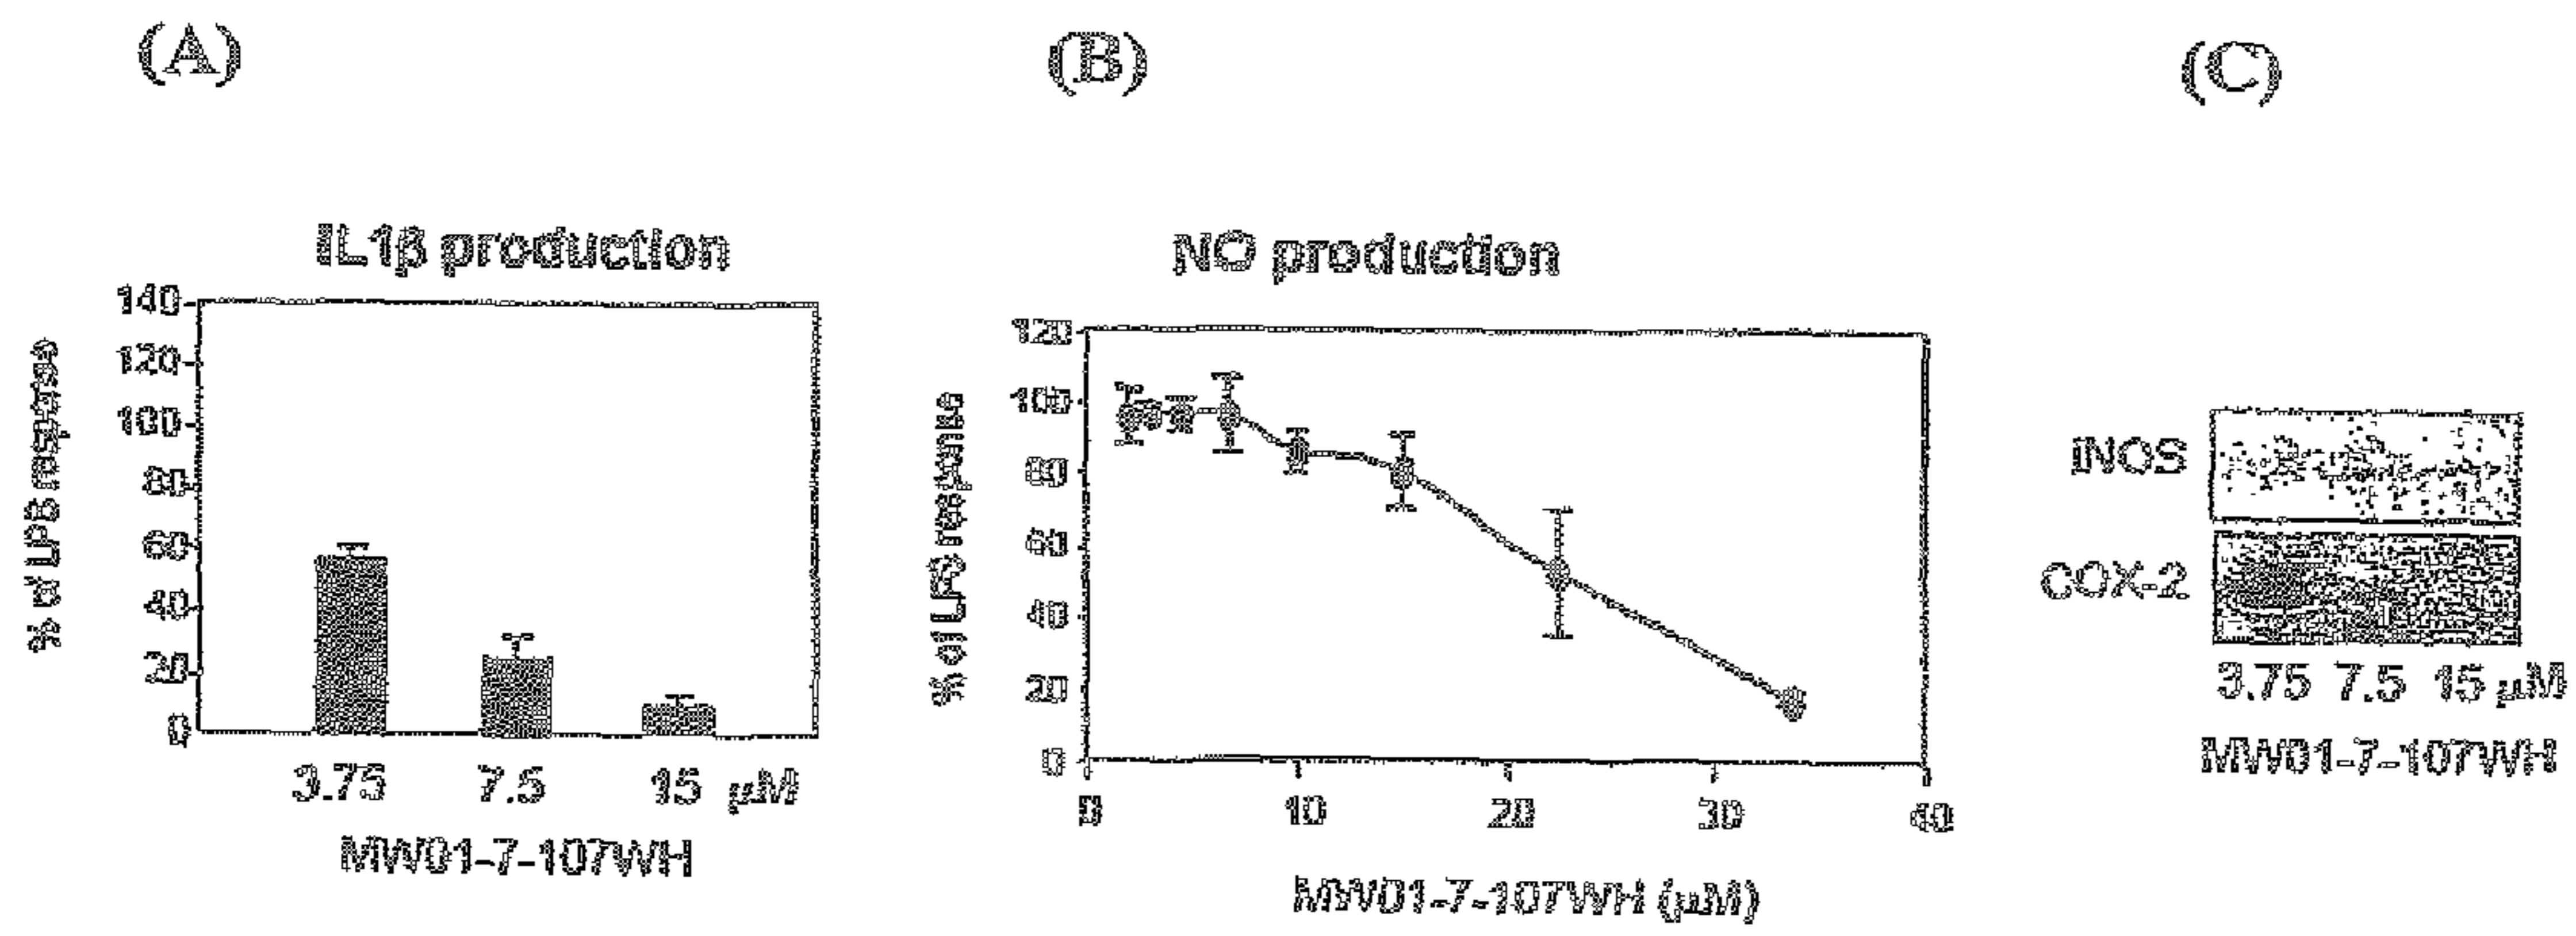 (A)
(B)
(C)
IL1β production
140
120
100
80
60
40
20
0
% of LPS response
3.75 7.5 15 μM
MW01-7-107WH
NO production
120
100
80
60
40
20
0
% of LPS response
0 10 20 30 40
MW01-7-107WH (μM)
iNOS
COX-2
3.75 7.5 15 μM
MW01-7-107WH